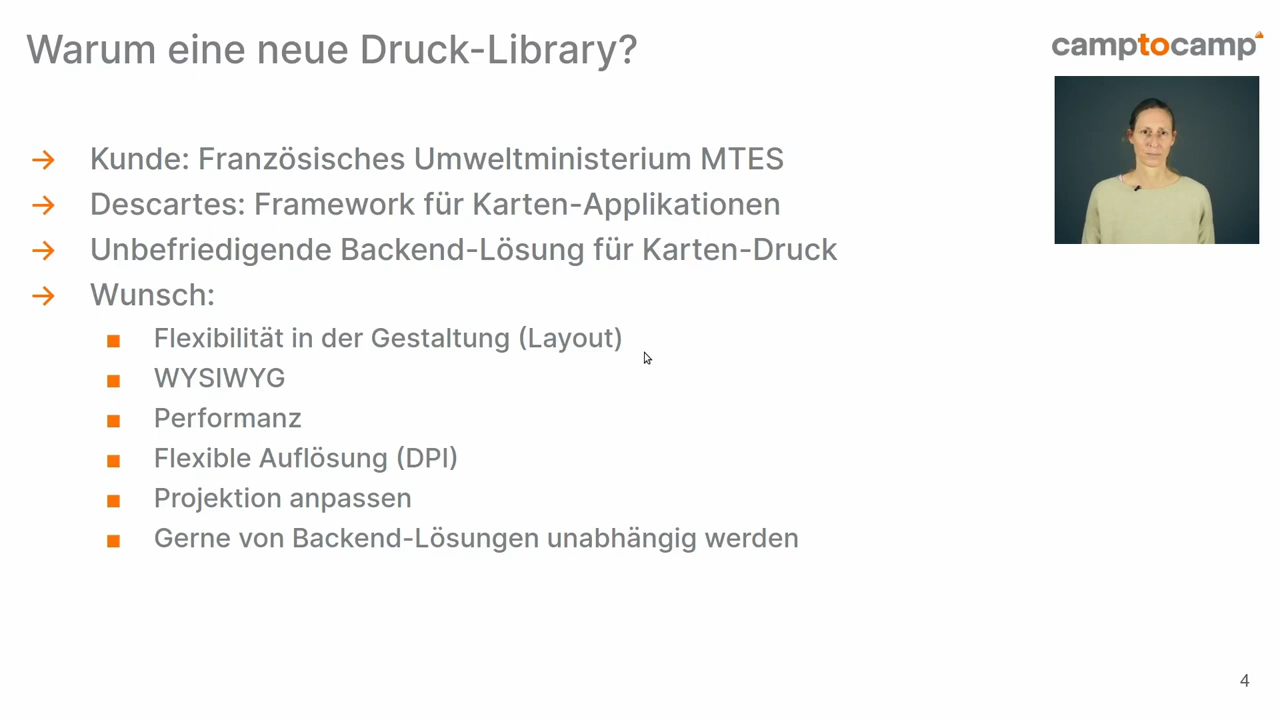 Warum eine neue Druck-Library?
camptocamp
→ Kunde: Französisches Umweltministerium MTES
→ Descartes: Framework für Karten-Applikationen
→ Unbefriedigende Backend-Lösung für Karten-Druck
→ Wunsch:
■ Flexibilität in der Gestaltung (Layout)
■ WYSIWYG
■ Performanz
■ Flexible Auflösung (DPI)
■ Projektion anpassen
■ Gerne von Backend-Lösungen unabhängig werden
4